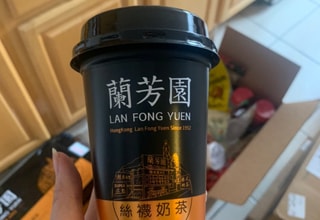 蘭芳園
LAN FONG YUEN
HongKong Lan Fong Yuen Since 1952
絲襪奶茶